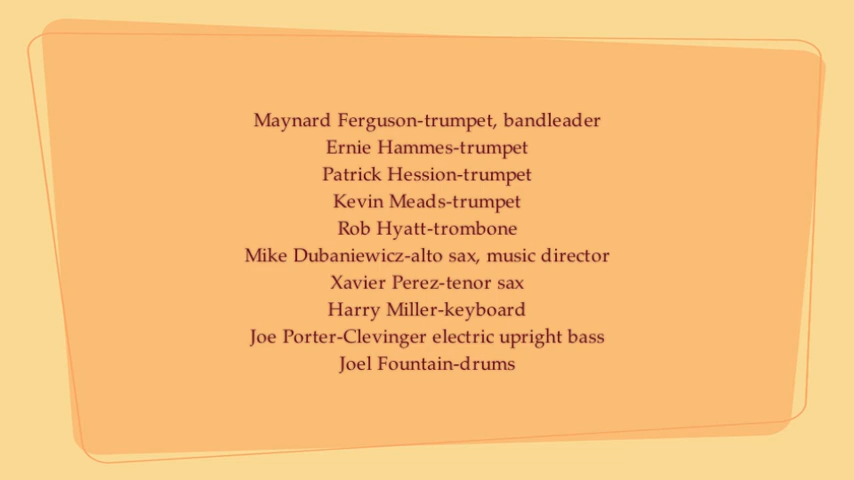 Maynard Ferguson-trumpet, bandleader
Ernie Hammes-trumpet
Patrick Hession-trumpet
Kevin Meads-trumpet
Rob Hyatt-trombone
Mike Dubaniewicz-alto sax, music director
Xavier Perez-tenor sax
Harry Miller-keyboard
Joe Porter-Clevinger electric upright bass
Joel Fountain-drums